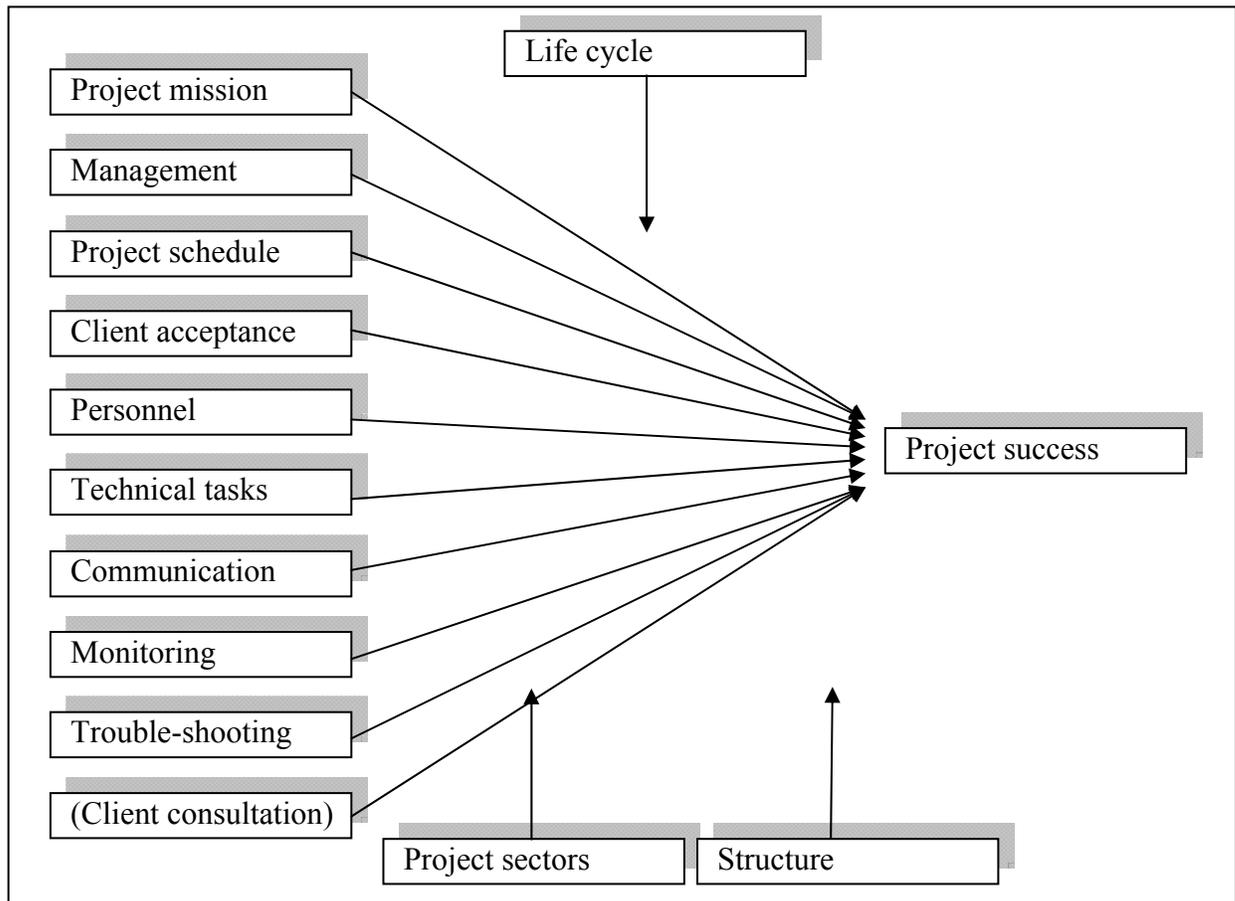 Life cycle
Project mission
Management
Project schedule
Client acceptance
Personnel
Project success
Technical tasks
Communication
Monitoring
Trouble-shooting
(Client consultation)
Project sectors
Structure